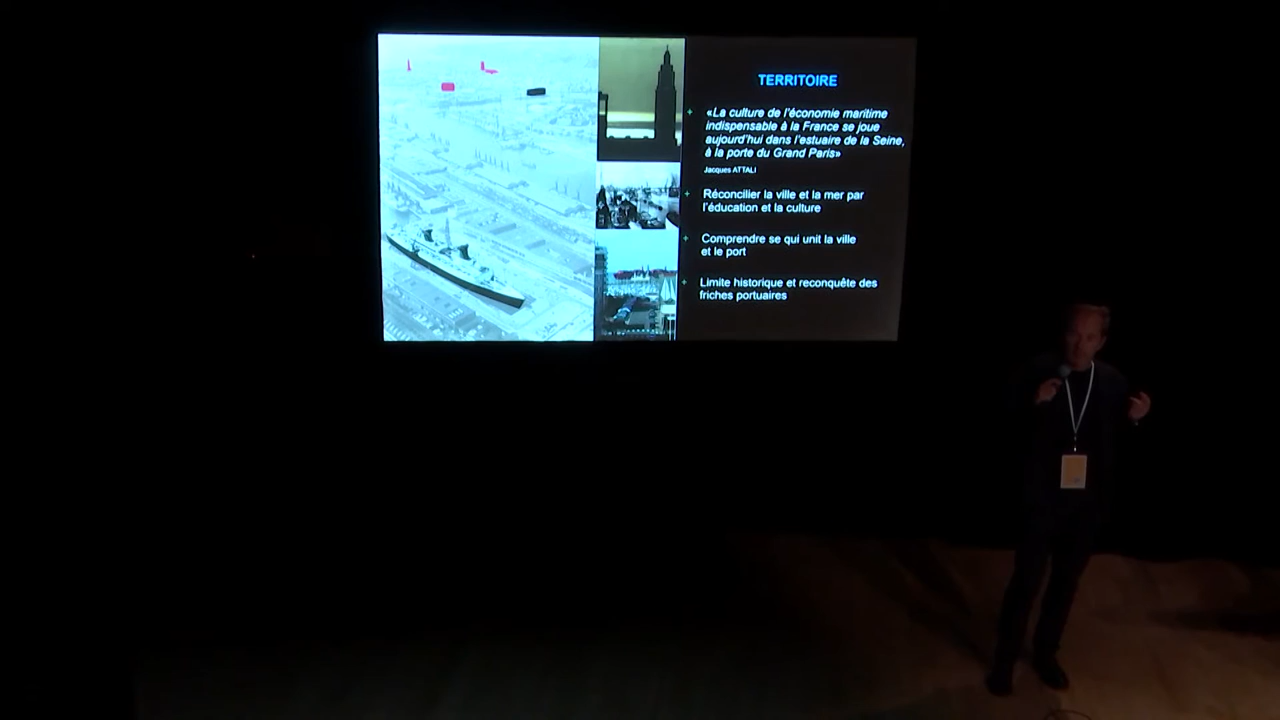 TERRITOIRE
+ «La culture de l'économie maritime
indispensable à la France se joue
aujourd'hui dans l'estuaire de la Seine,
à la porte du Grand Paris»
Jacques ATTALI
+ Réconcilier la ville et la mer par
l'éducation et la culture
+ Comprendre se qui unit la ville
et le port
+ Limite historique et reconquête des
friches portuaires